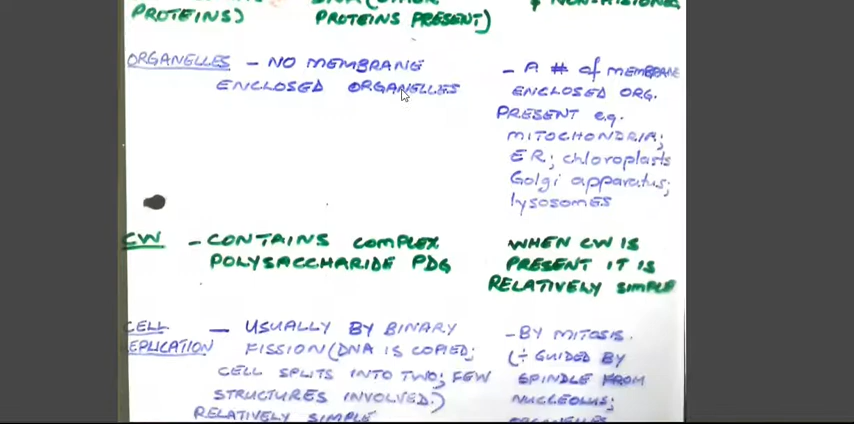 PROTEINS)
PROTEINS PRESENT)
ORGANELLES - NO MEMBRANE
ENCLOSED ORGANELLES
- A # of MEMBRANE
ENCLOSED ORG.
PRESENT e.g.
MITOCHONDRIA;
ER; chloroplasts
Golgi apparatus;
lysosomes
CW - CONTAINS COMPLEX
POLYSACCHARIDE PDG
WHEN CW IS
PRESENT IT IS
RELATIVELY SIMPLE
CELL - USUALLY BY BINARY
EPLICATION FISSION (DNA IS COPIED;
CELL SPLITS INTO TWO; FEW
STRUCTURES INVOLVED.)
RELATIVELY SIMPLE
- BY MITOSIS.
(÷ GUIDED BY
SPINDLE FROM
NUCLEOLUS;